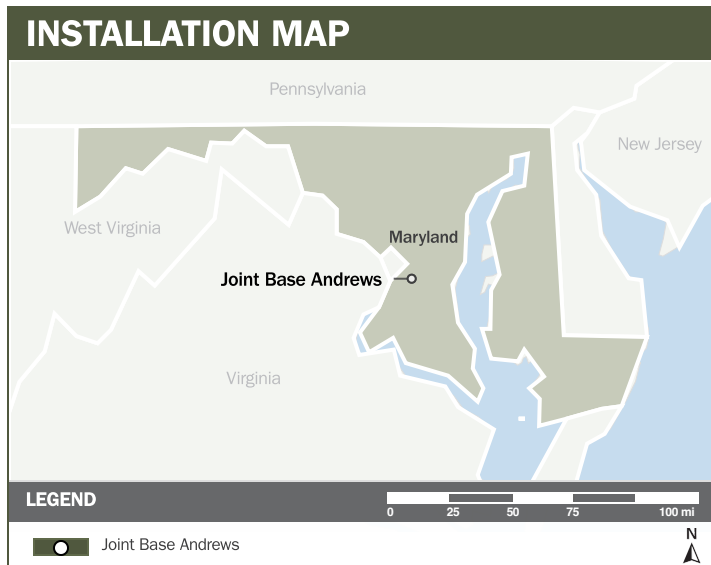 INSTALLATION MAP
Pennsylvania
New Jersey
West Virginia
Maryland
Joint Base Andrews
Virginia
LEGEND
0 25 50 75 100 mi
Joint Base Andrews
N